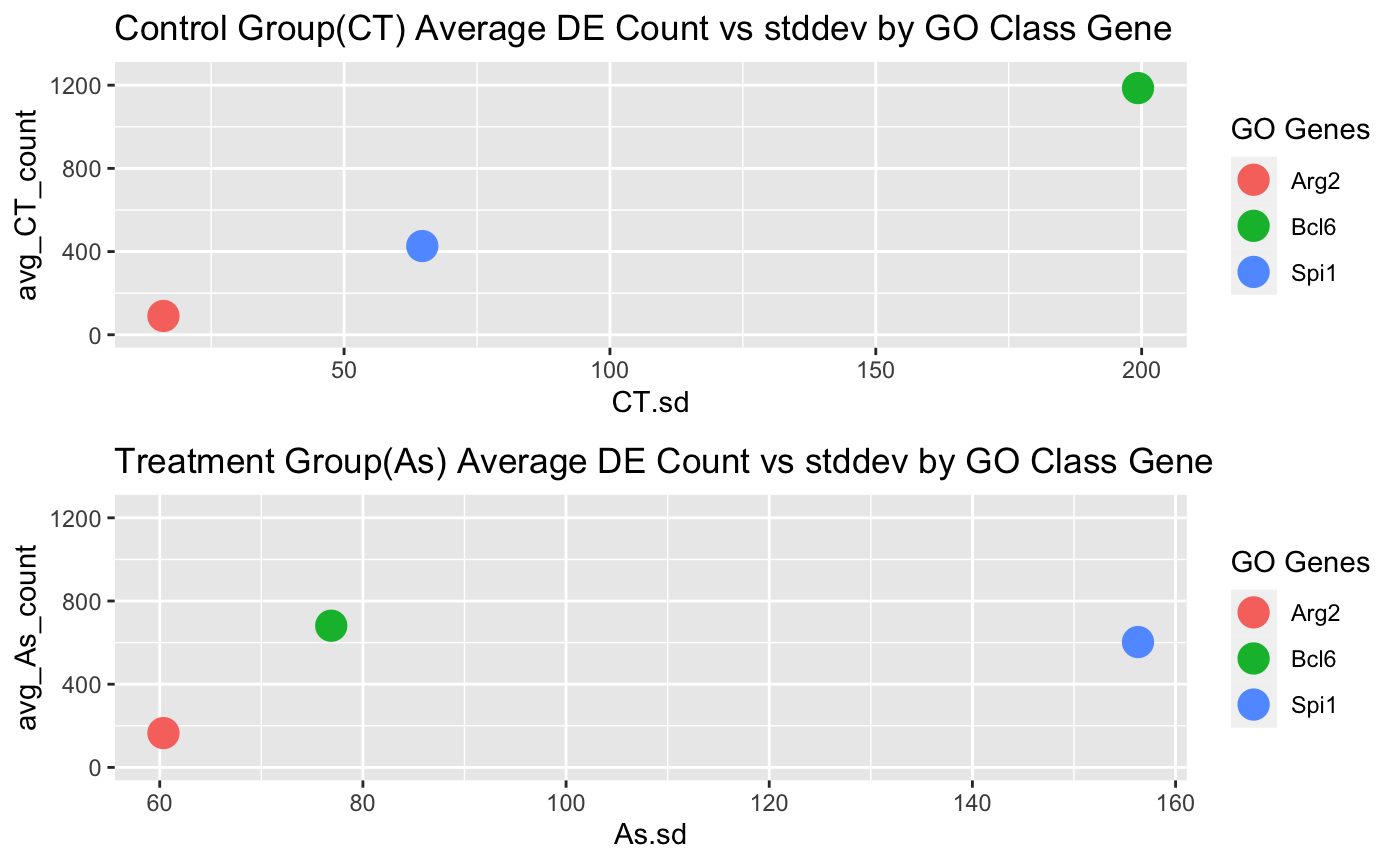 Control Group(CT) Average DE Count vs stddev by GO Class Gene
avg_CT_count
1200
800
400
0
50 100 150 200
CT.sd
GO Genes
Arg2
Bcl6
Spi1
Treatment Group(As) Average DE Count vs stddev by GO Class Gene
avg_As_count
1200
800
400
0
60 80 100 120 140 160
As.sd
GO Genes
Arg2
Bcl6
Spi1